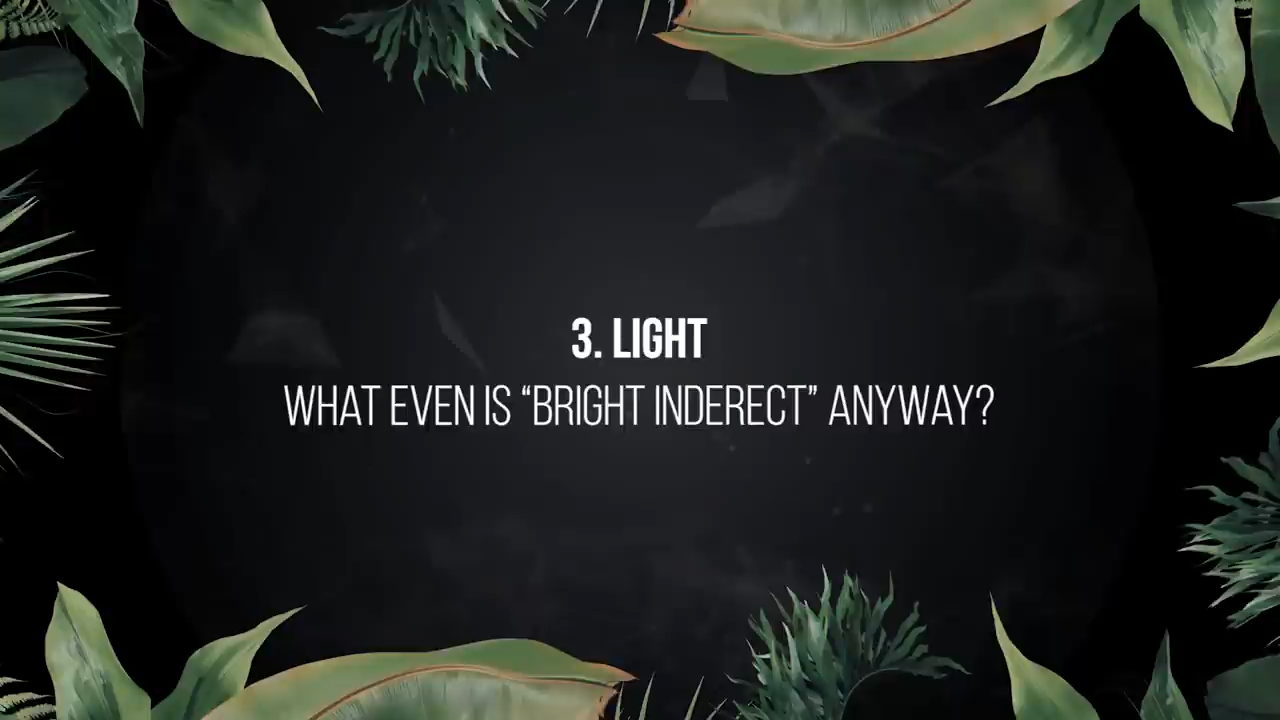 3. LIGHT
WHAT EVEN IS “BRIGHT INDERECT” ANYWAY?